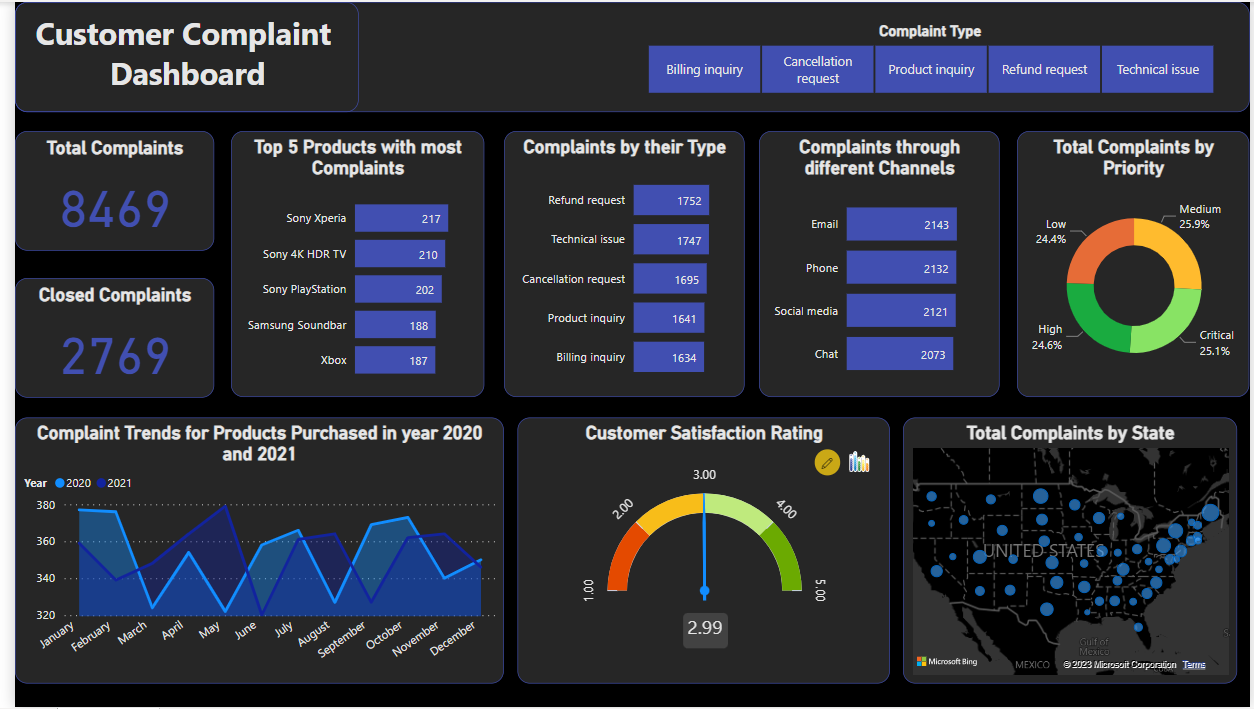 Customer Complaint
Dashboard
Complaint Type
Billing inquiry
Cancellation
request
Product inquiry
Refund request
Technical issue
Total Complaints
8469
Closed Complaints
2769
Top 5 Products with most
Complaints
Sony Xperia 217
Sony 4K HDR TV 210
Sony PlayStation 202
Samsung Soundbar 188
Xbox 187
Complaints by their Type
Refund request 1752
Technical issue 1747
Cancellation request 1695
Product inquiry 1641
Billing inquiry 1634
Complaints through
different Channels
Email 2143
Phone 2132
Social media 2121
Chat 2073
Total Complaints by
Priority
Medium
25.9%
Low
24.4%
High
24.6%
Critical
25.1%
Complaint Trends for Products Purchased in year 2020
and 2021
Year 2020 2021
380
360
340
320
January
February
March
April
May
June
July
August
September
October
November
December
Customer Satisfaction Rating
1.00
2.00
3.00
4.00
5.00
2.99
Total Complaints by State
UNITED STATES
Gulf of
Mexico
MEXICO
Microsoft Bing
© 2023 Microsoft Corporation Terms